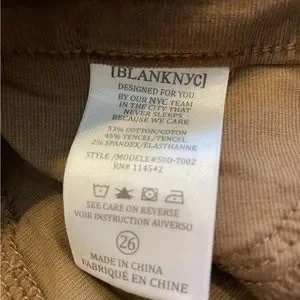 [BLANKNYC]
DESIGNED FOR YOU
BY OUR NYC TEAM
IN THE CITY THAT
NEVER SLEEPS
BECAUSE WE CARE
53% COTTON/COTON
45% TENCEL/TENCEL
2% SPANDEX/ÉLASTHANNE
STYLE/MODELE#50D-7002
RN# 114542
SEE CARE ON REVERSE
VOIR INSTRUCTION AUVERSO
26
MADE IN CHINA
FABRIQUÉ EN CHINE